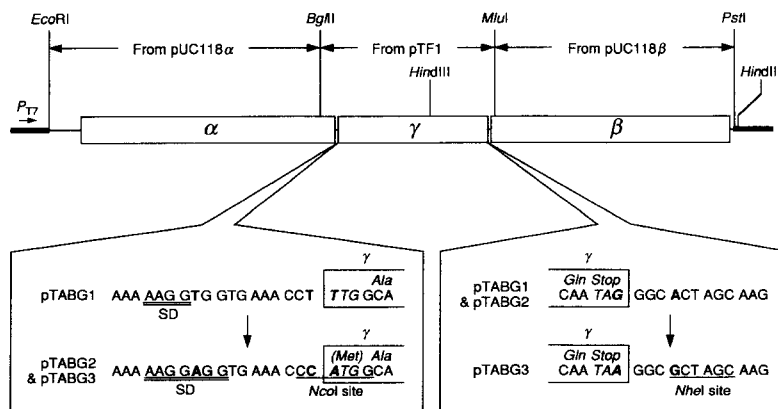 EcoRI BglII MluI PstI
From pUC118α From pTF1 From pUC118β
HindIII HindIII
PT7
α γ β
γ
Ala
pTABG1 AAA AAG GTG GTG AAA CCT TTG GCA
SD
γ
(Met) Ala
pTABG2 & pTABG3 AAA AAG GAG GTG AAA CCC ATG GCA
SD NcoI site
γ
Gln Stop
pTABG1 & pTABG2 CAA TAG GGC ACT AGC AAG
γ
Gln Stop
pTABG3 CAA TAA GGC GCT AGC AAG
NheI site